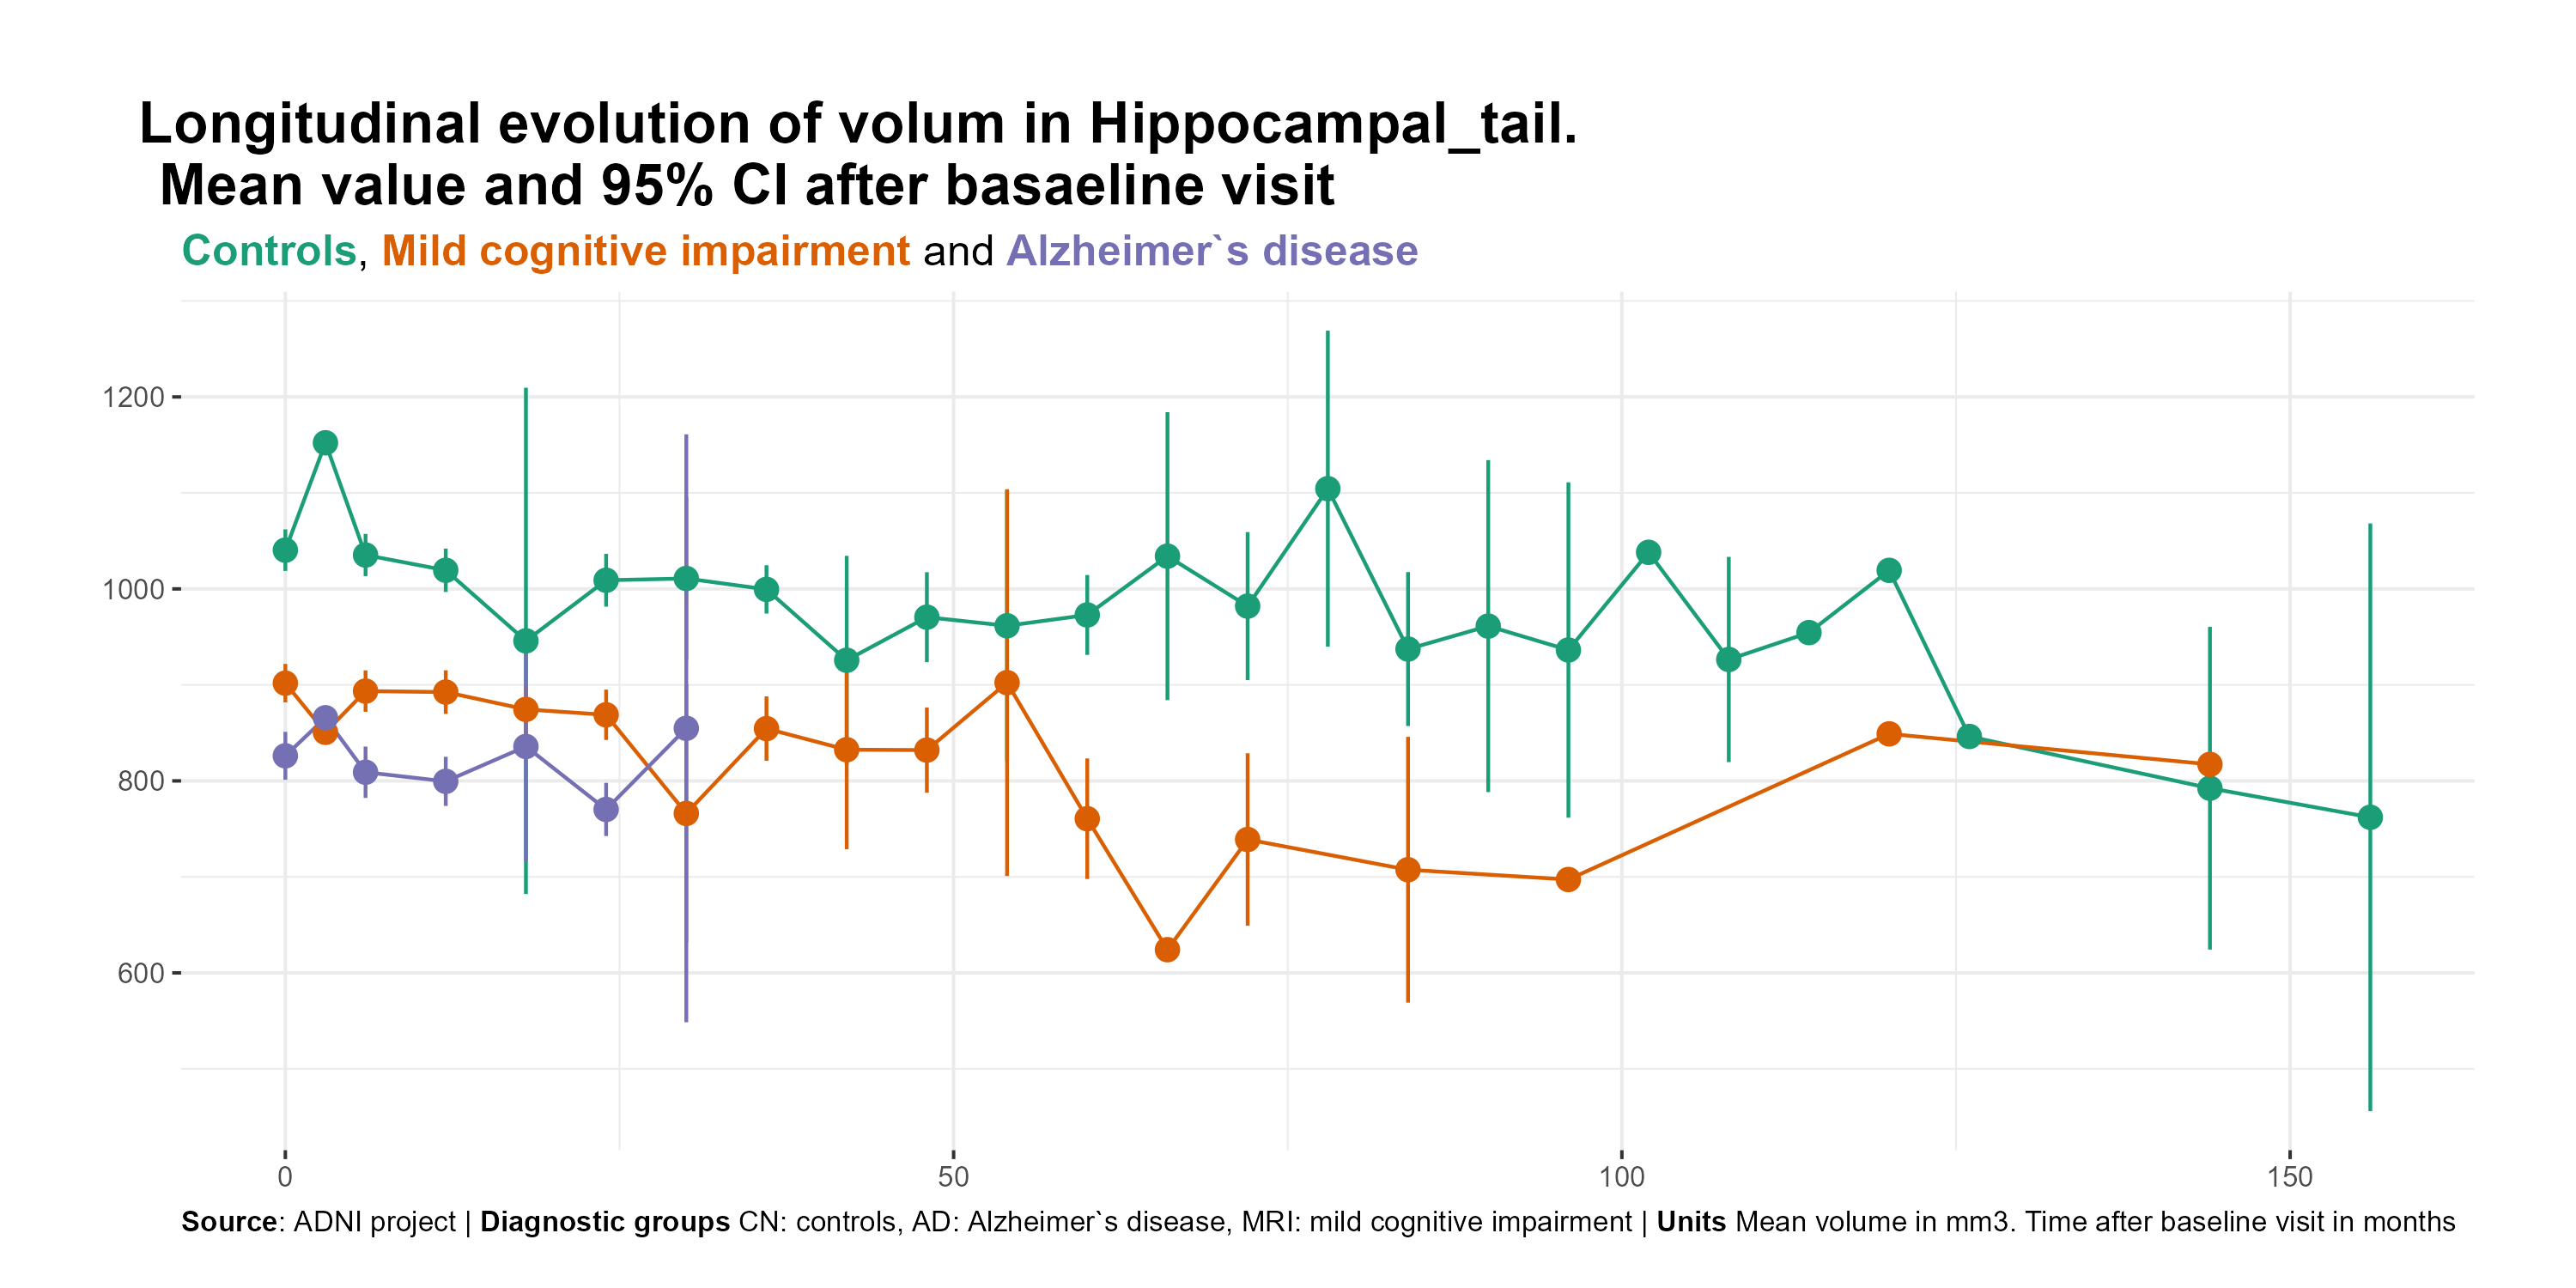 Longitudinal evolution of volum in Hippocampal_tail.
Mean value and 95% CI after basaeline visit
Controls, Mild cognitive impairment and Alzheimer`s disease
1200
1000
800
600
0 50 100 150
Source: ADNI project | Diagnostic groups CN: controls, AD: Alzheimer`s disease, MRI: mild cognitive impairment | Units Mean volume in mm3. Time after baseline visit in months